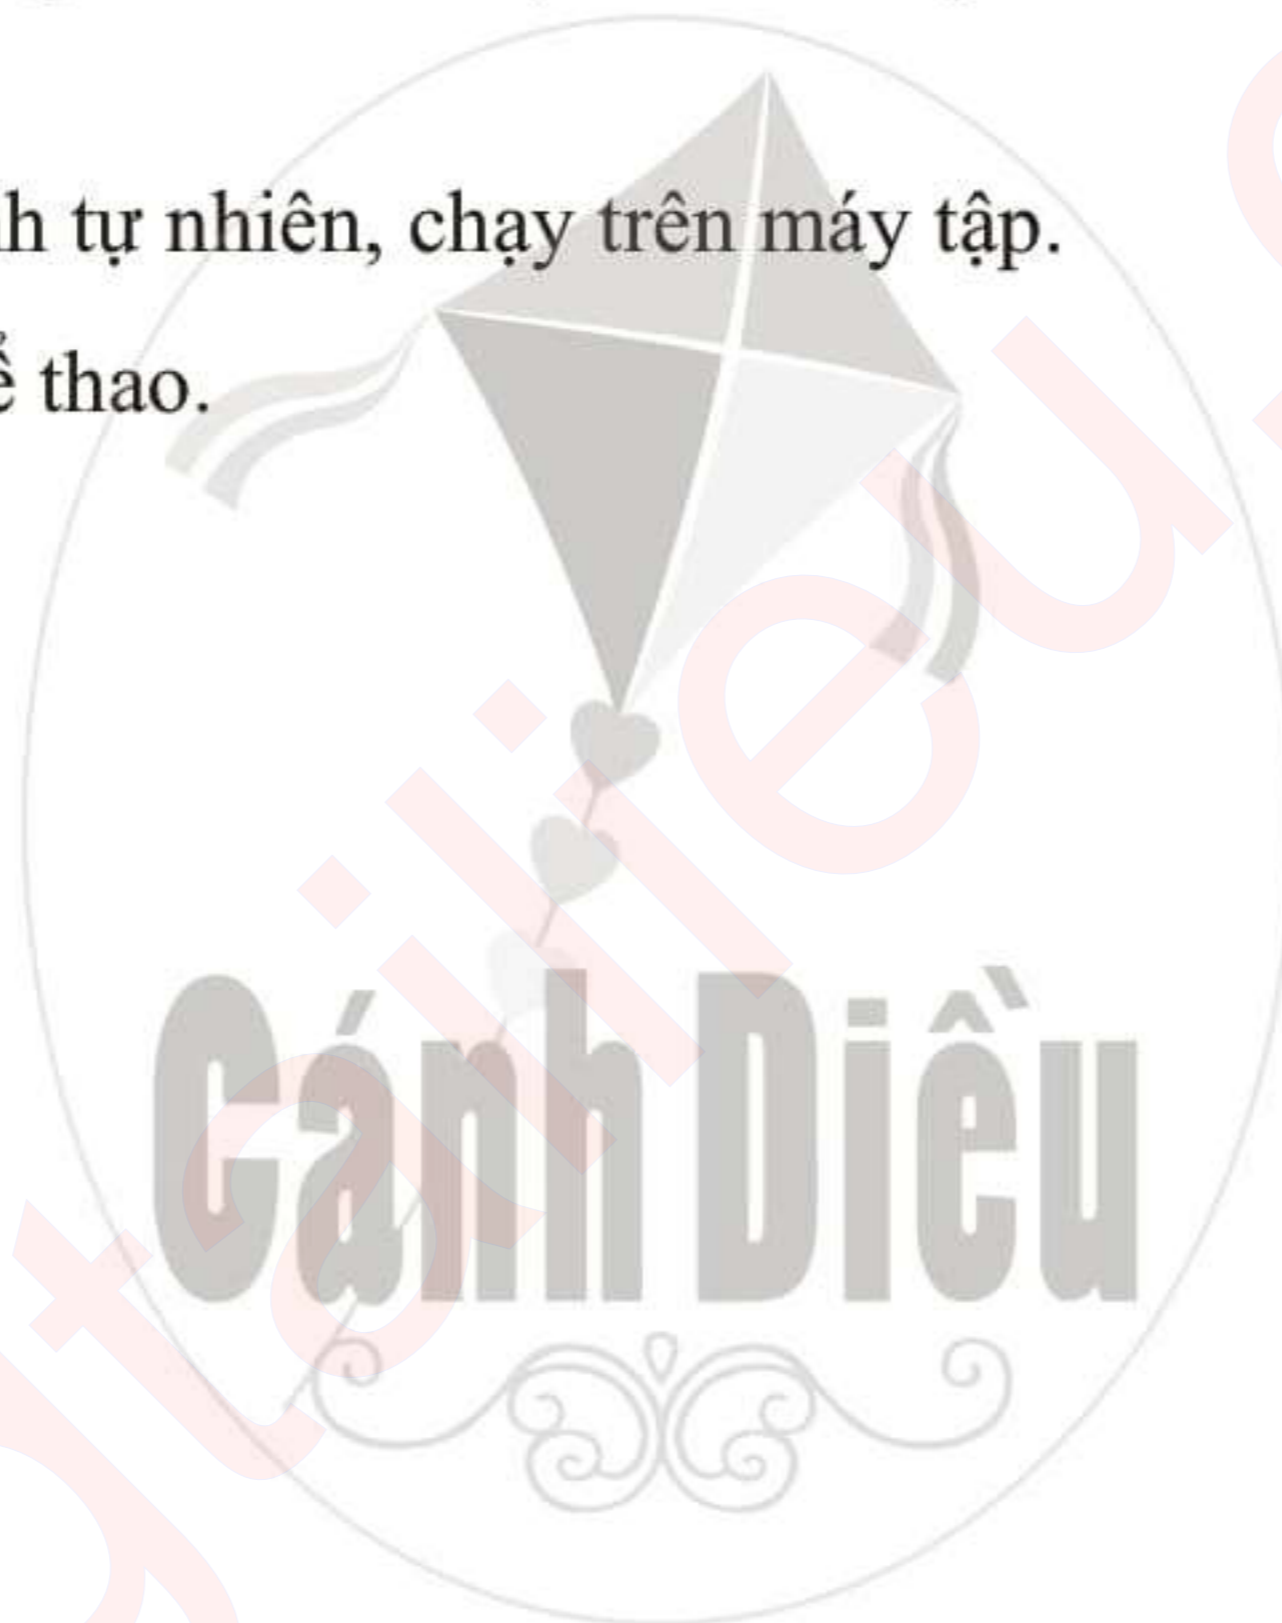 tự nhiên, chạy trên máy tập.
thao.
Cánh Diều